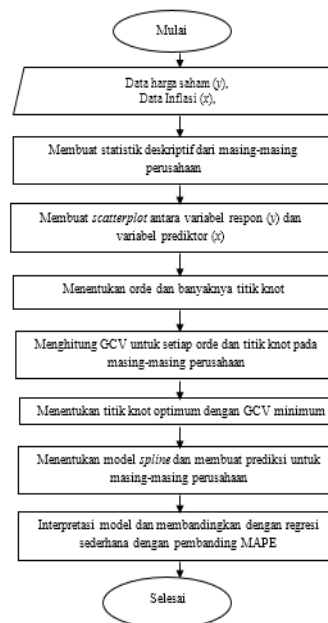 Mulai
Data harga saham (y),
Data Inflasi (x),
Membuat statistik deskriptif dari masing-masing
perusahaan
Membuat scatterplot antara variabel respon (y) dan
variabel prediktor (x)
Menentukan orde dan banyaknya titik knot
Menghitung GCV untuk setiap orde dan titik knot pada
masing-masing perusahaan
Menentukan titik knot optimum dengan GCV minimum
Menentukan model spline dan membuat prediksi untuk
masing-masing perusahaan
Interpretasi model dan membandingkan dengan regresi
sederhana dengan pembanding MAPE
Selesai